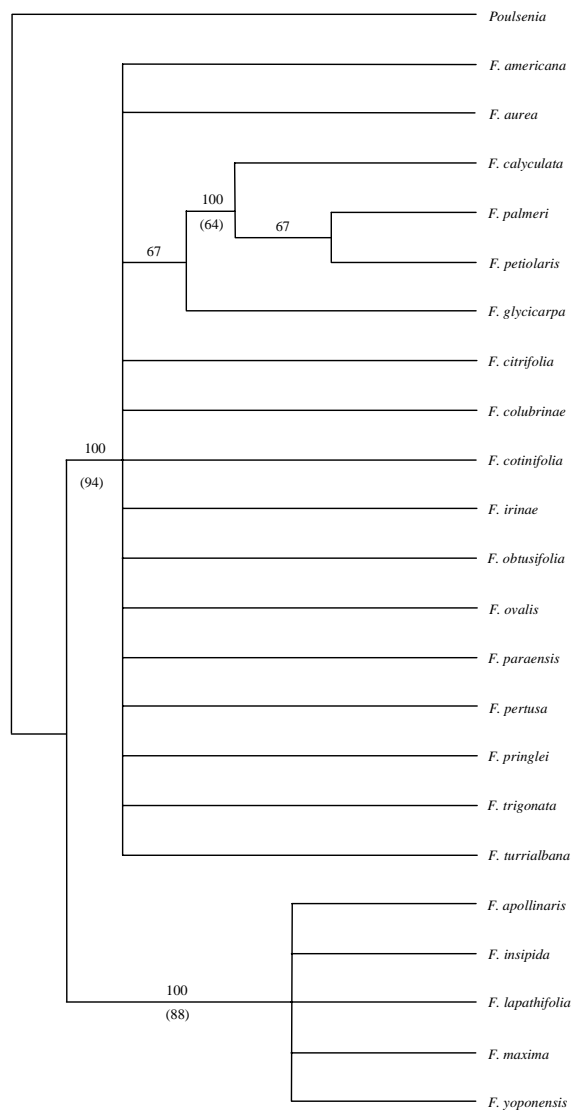 Poulsenia
F. americana
F. aurea
F. calyculata
100
(64)
F. palmeri
67
67
F. petiolaris
F. glycicarpa
F. citrifolia
F. colubrinae
100
F. cotinifolia
(94)
F. irinae
F. obtusifolia
F. ovalis
F. paraensis
F. pertusa
F. pringlei
F. trigonata
F. turrialbana
F. apollinaris
F. insipida
100
F. lapathifolia
(88)
F. maxima
F. yoponensis